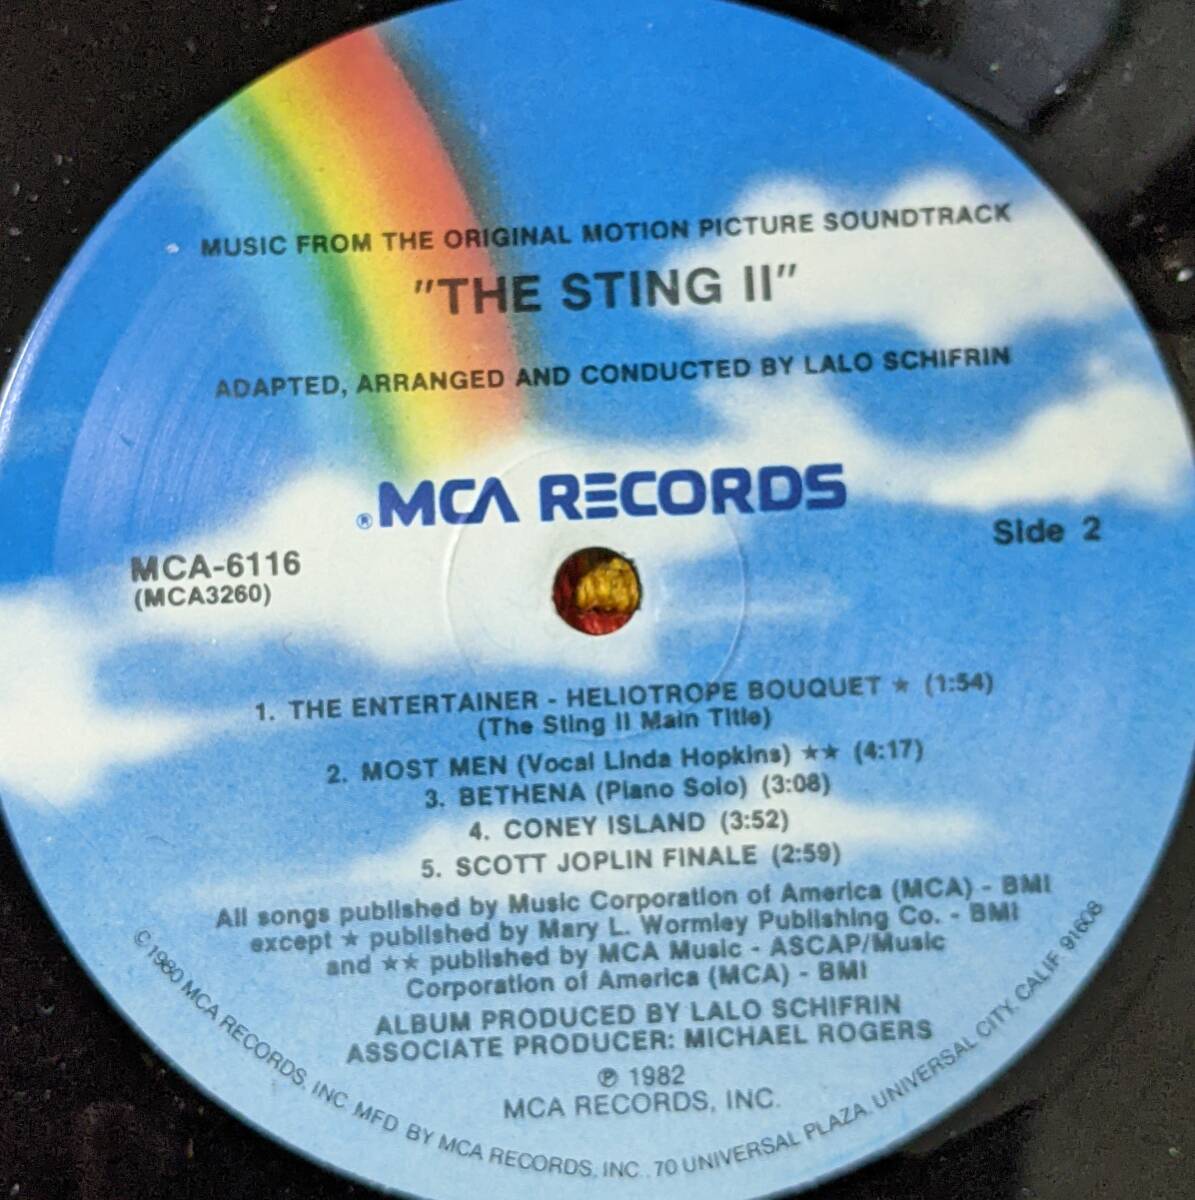 MUSIC FROM THE ORIGINAL MOTION PICTURE SOUNDTRACK
"THE STING II"
ADAPTED, ARRANGED AND CONDUCTED BY LALO SCHIFRIN
® MCA RECORDS
Side 2
MCA-6116
(MCA3260)
1. THE ENTERTAINER - HELIOTROPE BOUQUET ★ (1:54)
(The Sting II Main Title)
2. MOST MEN (Vocal Linda Hopkins) ★★ (4:17)
3. BETHENA (Piano Solo) (3:08)
4. CONEY ISLAND (3:52)
5. SCOTT JOPLIN FINALE (2:59)
All songs published by Music Corporation of America (MCA) - BMI
except ★ published by Mary L. Wormley Publishing Co. - BMI
and ★★ published by MCA Music - ASCAP/Music
Corporation of America (MCA) - BMI
ALBUM PRODUCED BY LALO SCHIFRIN
ASSOCIATE PRODUCER: MICHAEL ROGERS
℗ 1982
MCA RECORDS, INC.
© 1980 MCA RECORDS, INC. MFD. BY MCA RECORDS, INC., 70 UNIVERSAL PLAZA, UNIVERSAL CITY, CALIF. 91608